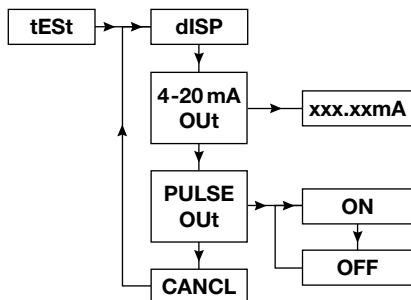 tESt
dISP
4-20 mA
OUt
xxx.xxmA
PULSE
OUt
ON
OFF
CANCL